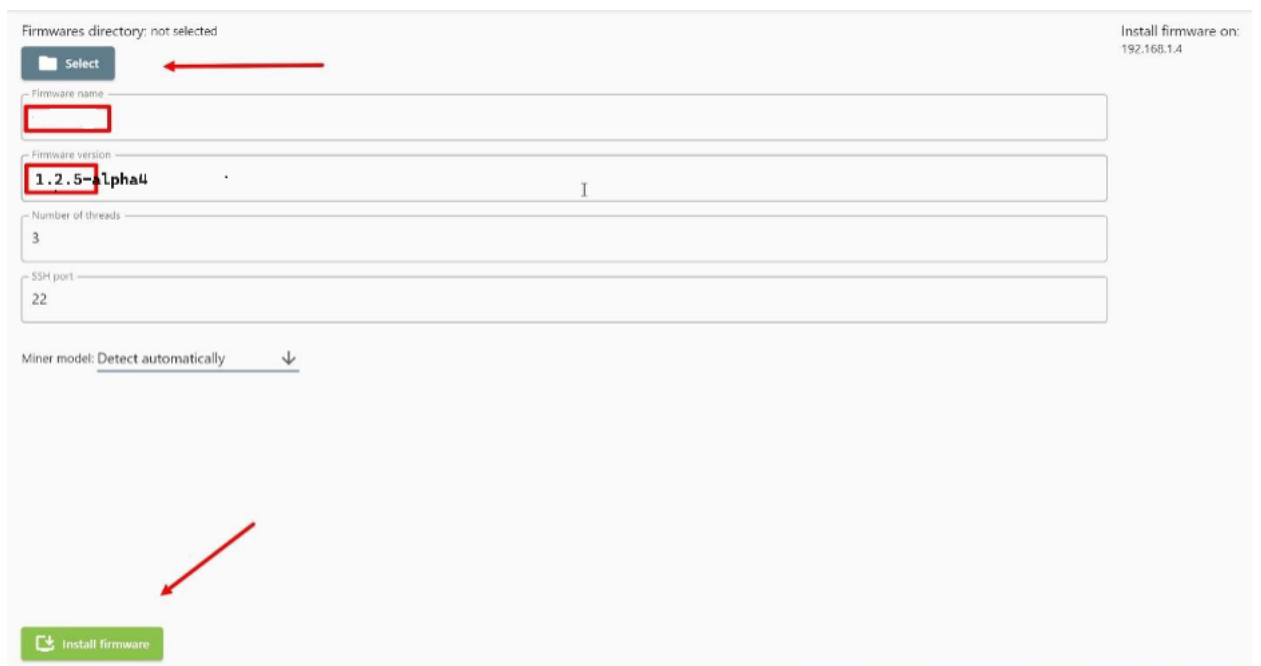 Firmwares directory: not selected
Select
Install firmware on:
192.168.1.4
Firmware name
Firmware version
1.2.5-alpha4
Number of threads
3
SSH port
22
Miner model: Detect automatically
Install firmware